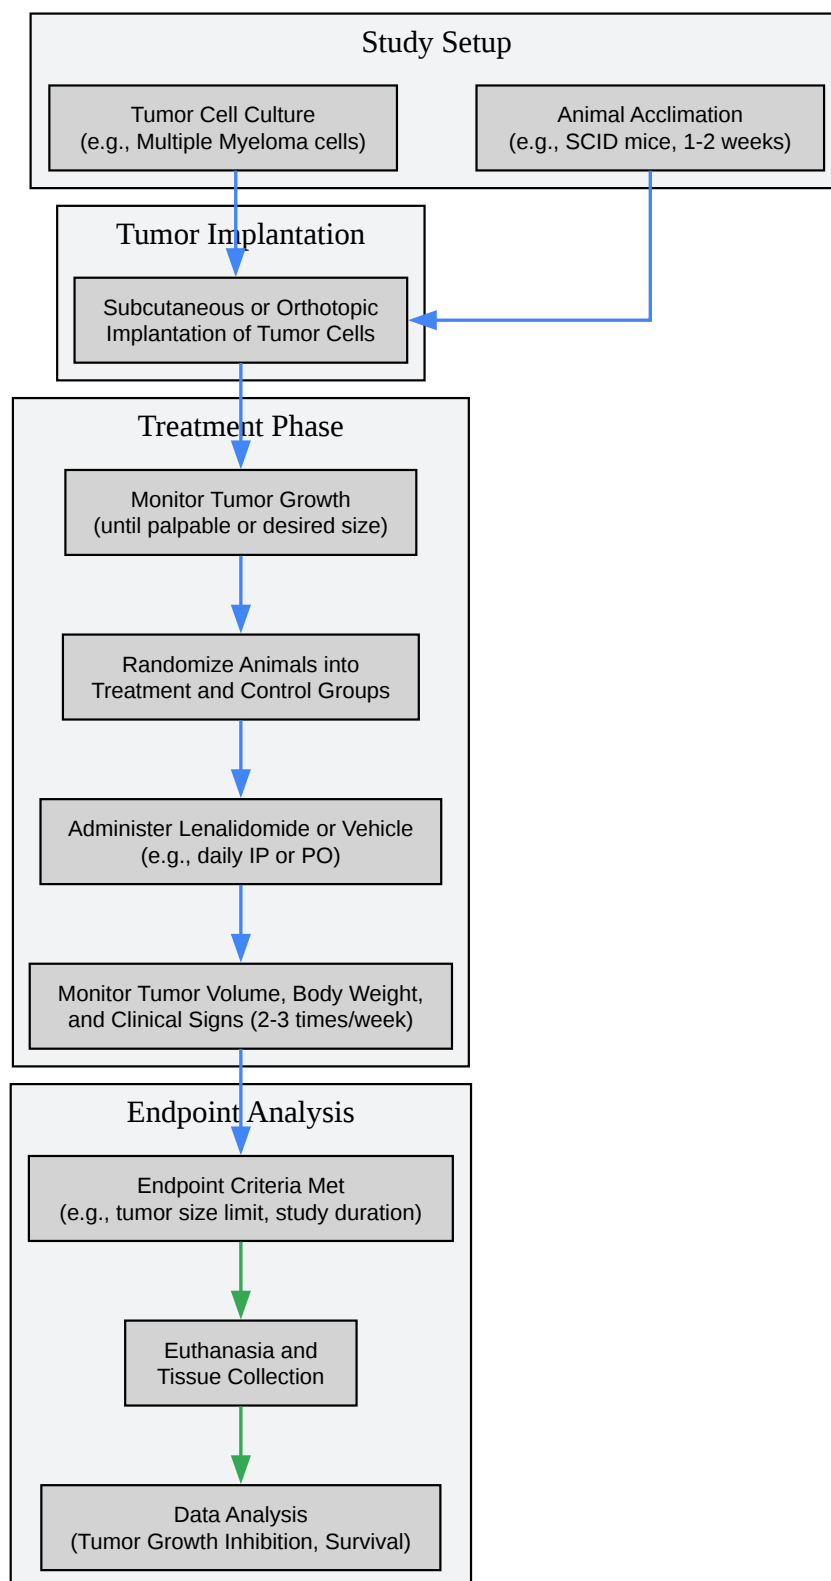 Study Setup
Tumor Cell Culture
(e.g., Multiple Myeloma cells)
Animal Acclimation
(e.g., SCID mice, 1-2 weeks)
Tumor Implantation
Subcutaneous or Orthotopic
Implantation of Tumor Cells
Treatment Phase
Monitor Tumor Growth
(until palpable or desired size)
Randomize Animals into
Treatment and Control Groups
Administer Lenalidomide or Vehicle
(e.g., daily IP or PO)
Monitor Tumor Volume, Body Weight,
and Clinical Signs (2-3 times/week)
Endpoint Analysis
Endpoint Criteria Met
(e.g., tumor size limit, study duration)
Euthanasia and
Tissue Collection
Data Analysis
(Tumor Growth Inhibition, Survival)